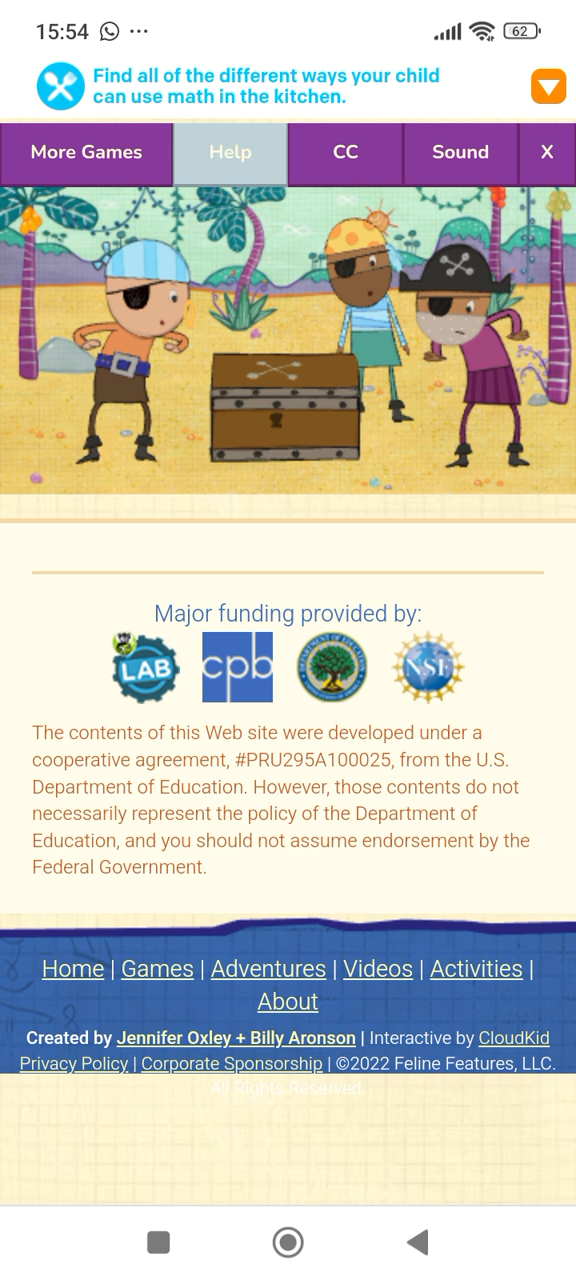 15:54
62
Find all of the different ways your child
can use math in the kitchen.
More Games
Help
CC
Sound
X
Major funding provided by:
LAB
cpb
NSF
The contents of this Web site were developed under a
cooperative agreement, #PRU295A100025, from the U.S.
Department of Education. However, those contents do not
necessarily represent the policy of the Department of
Education, and you should not assume endorsement by the
Federal Government.
Home | Games | Adventures | Videos | Activities |
About
Created by Jennifer Oxley + Billy Aronson | Interactive by CloudKid
Privacy Policy | Corporate Sponsorship | ©2022 Feline Features, LLC.
All Rights Reserved.